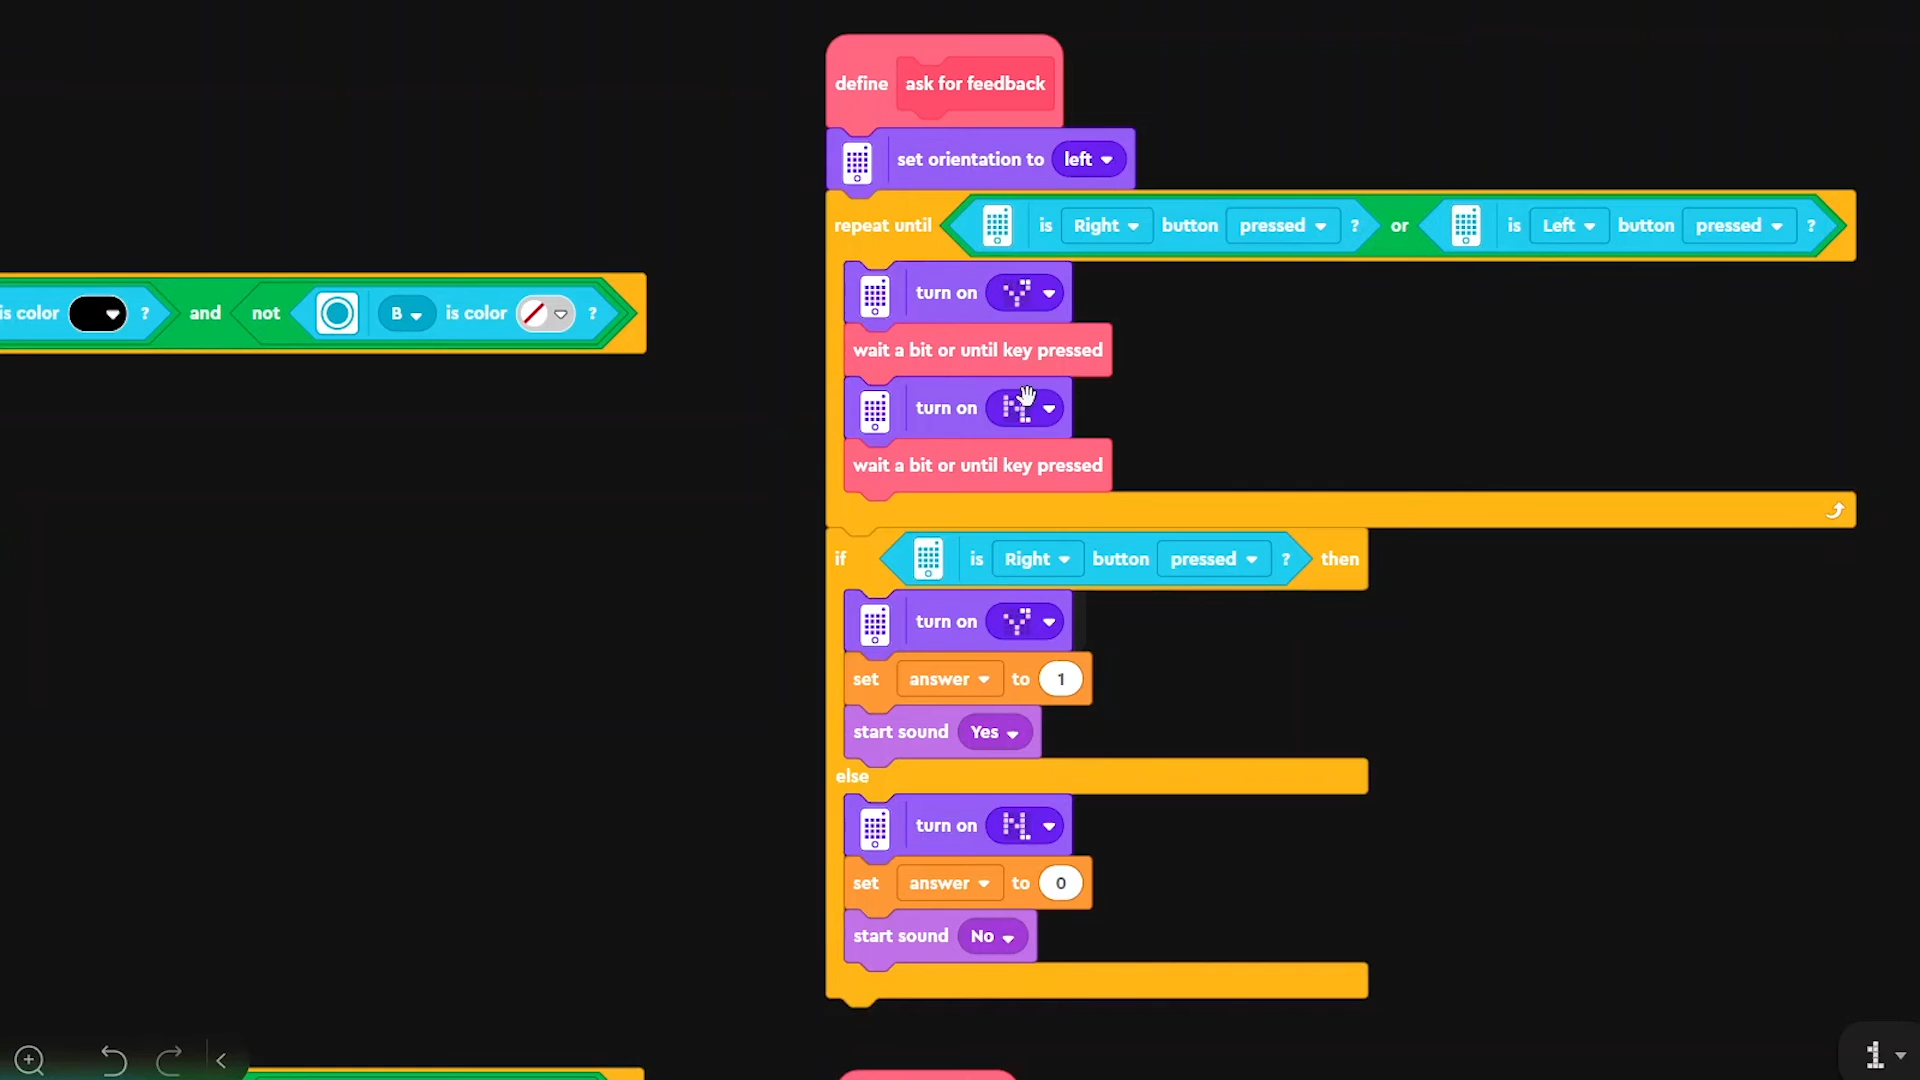 define ask for feedback
set orientation to left
repeat until is Right button pressed ? or is Left button pressed ?
is color ? and not B is color ?
turn on
wait a bit or until key pressed
turn on
wait a bit or until key pressed
if is Right button pressed ? then
turn on
set answer to 1
start sound Yes
else
turn on
set answer to 0
start sound No
1